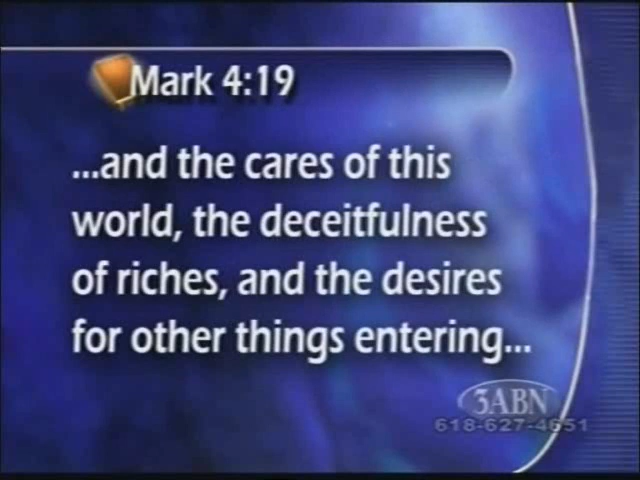 Mark 4:19
...and the cares of this
world, the deceitfulness
of riches, and the desires
for other things entering...
3ABN
618-627-4651